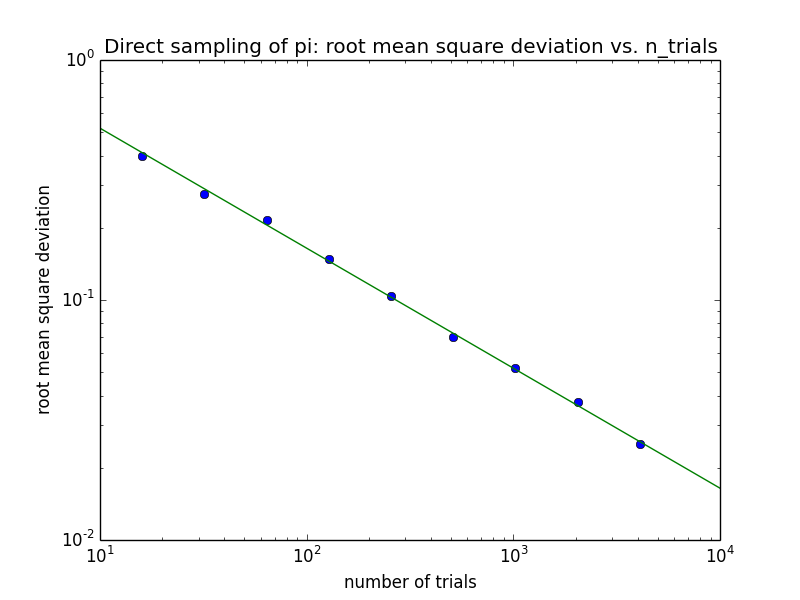 Direct sampling of pi: root mean square deviation vs. n_trials
10^0
10^-1
10^-2
root mean square deviation
10^1 10^2 10^3 10^4
number of trials